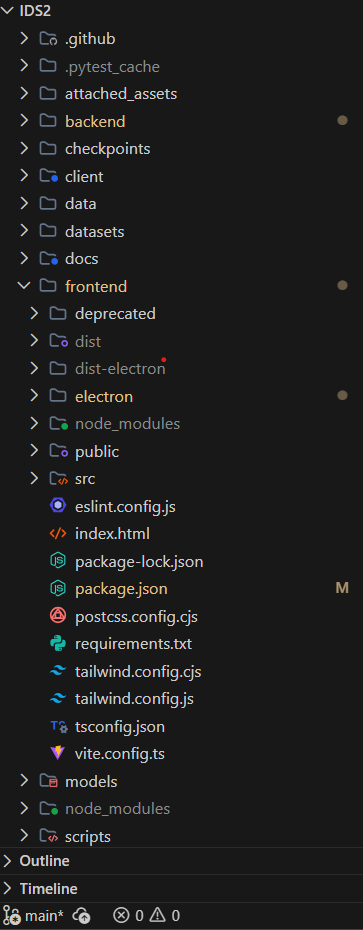 IDS2
.github
.pytest_cache
attached_assets
backend
checkpoints
client
data
datasets
docs
frontend
deprecated
dist
dist-electron
electron
node_modules
public
src
eslint.config.js
index.html
package-lock.json
package.json M
postcss.config.cjs
requirements.txt
tailwind.config.cjs
tailwind.config.js
tsconfig.json
vite.config.ts
models
node_modules
scripts
Outline
Timeline
main* 0 0